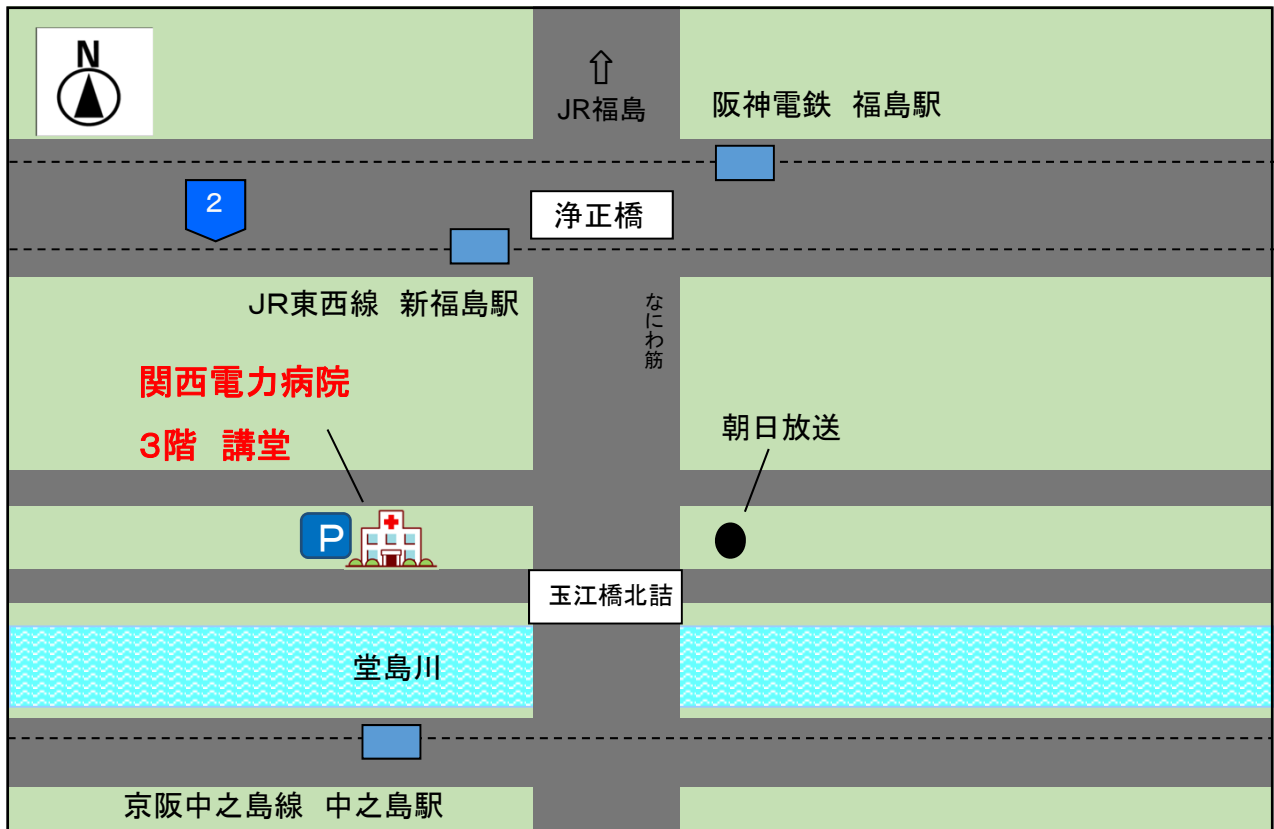 N
JR福島
阪神電鉄 福島駅
2
浄正橋
JR東西線 新福島駅
なにわ筋
関西電力病院
3階 講堂
朝日放送
P
玉江橋北詰
堂島川
京阪中之島線 中之島駅